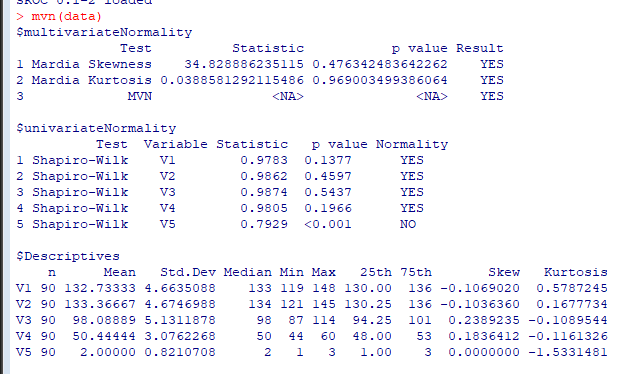 SROC 0.1-2 loaded
> mvn(data)
$multivariateNormality
Test Statistic p value Result
1 Mardia Skewness 34.828886235115 0.476342483642262 YES
2 Mardia Kurtosis 0.0388581292115486 0.969003499386064 YES
3 MVN <NA> <NA> YES
$univariateNormality
Test Variable Statistic p value Normality
1 Shapiro-Wilk V1 0.9783 0.1377 YES
2 Shapiro-Wilk V2 0.9862 0.4597 YES
3 Shapiro-Wilk V3 0.9874 0.5437 YES
4 Shapiro-Wilk V4 0.9805 0.1966 YES
5 Shapiro-Wilk V5 0.7929 <0.001 NO
$Descriptives
n Mean Std.Dev Median Min Max 25th 75th Skew Kurtosis
V1 90 132.73333 4.6635088 133 119 148 130.00 136 -0.1069020 0.5787245
V2 90 133.36667 4.6746988 134 121 145 130.25 136 -0.1036360 0.1677734
V3 90 98.08889 5.1311878 98 87 114 94.25 101 0.2389235 -0.1089544
V4 90 50.44444 3.0762268 50 44 60 48.00 53 0.1836412 -0.1161326
V5 90 2.00000 0.8210708 2 1 3 1.00 3 0.0000000 -1.5331481